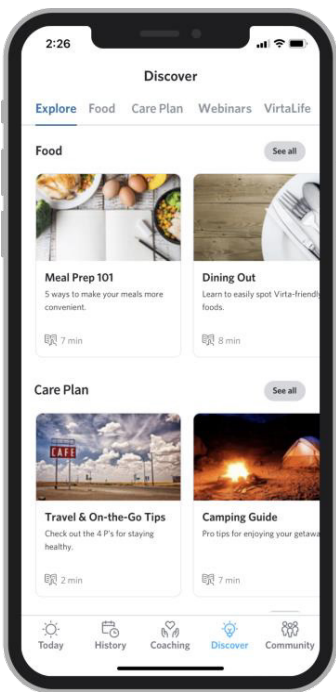 2:26
Discover
Explore Food Care Plan Webinars VirtaLife
Food See all
Meal Prep 101
5 ways to make your meals more
convenient.
7 min
Dining Out
Learn to easily spot Virta-friendly
foods.
8 min
Care Plan See all
CAFE
Travel & On-the-Go Tips
Check out the 4 P's for staying
healthy.
2 min
Camping Guide
Pro tips for enjoying your getawa
7 min
Today History Coaching Discover Community